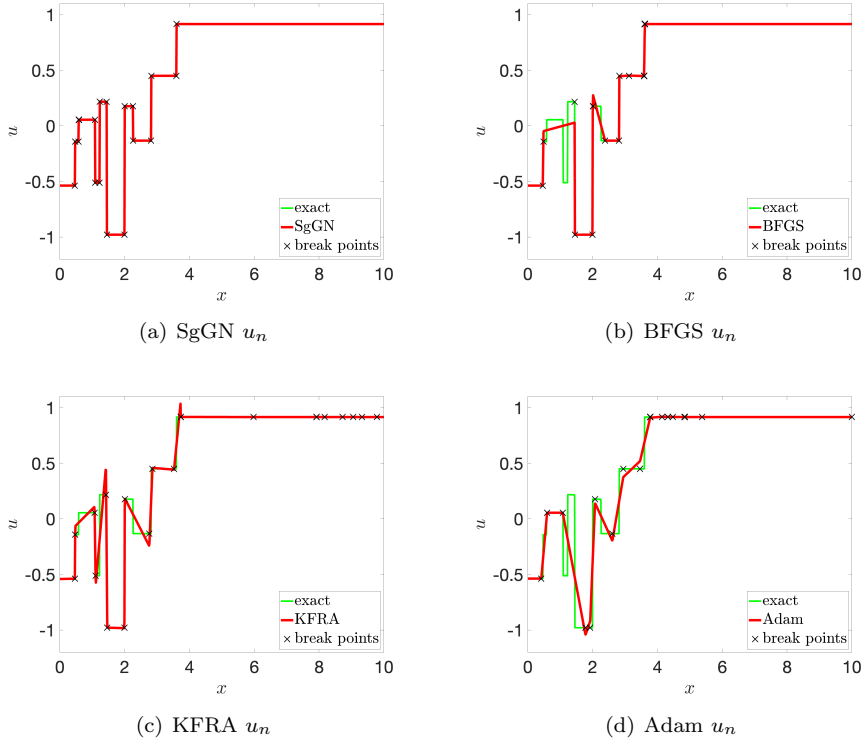 1
0.5
0
-0.5
-1
u
0 2 4 6 8 10
x
exact
SgGN
break points
(a) SgGN u_n
1
0.5
0
-0.5
-1
u
0 2 4 6 8 10
x
exact
BFGS
break points
(b) BFGS u_n
1
0.5
0
-0.5
-1
u
0 2 4 6 8 10
x
exact
KFRA
break points
(c) KFRA u_n
1
0.5
0
-0.5
-1
u
0 2 4 6 8 10
x
exact
Adam
break points
(d) Adam u_n